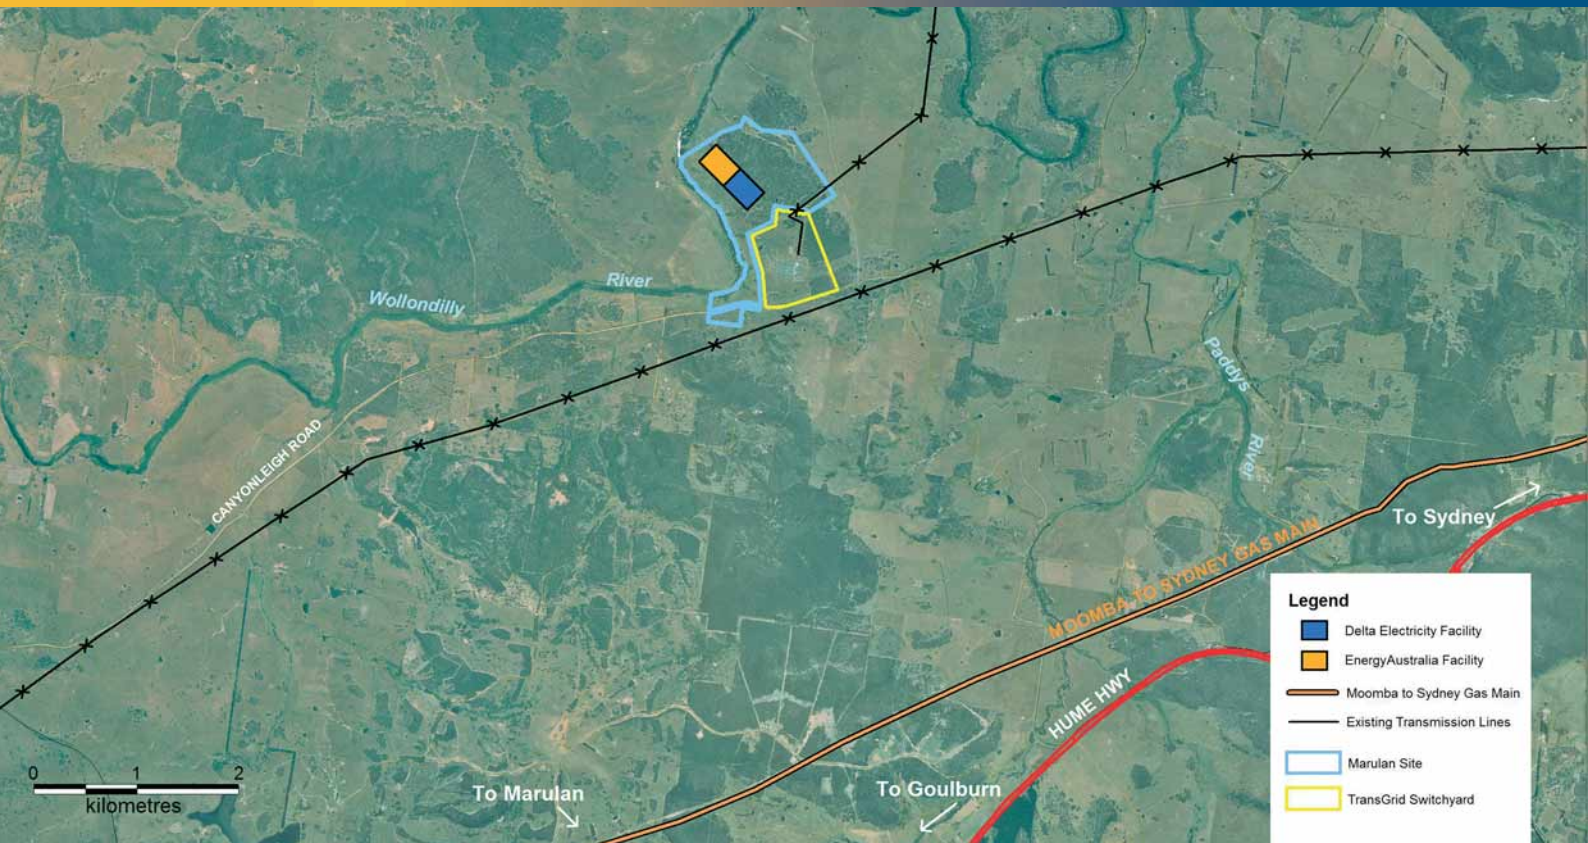 Wollondilly
River
CANYONLEIGH ROAD
Paddys
River
To Sydney
MOOMBA TO SYDNEY GAS MAIN
HUME HWY
To Marulan
To Goulburn
0 1 2
kilometres
Legend
Delta Electricity Facility
EnergyAustralia Facility
Moomba to Sydney Gas Main
Existing Transmission Lines
Marulan Site
TransGrid Switchyard